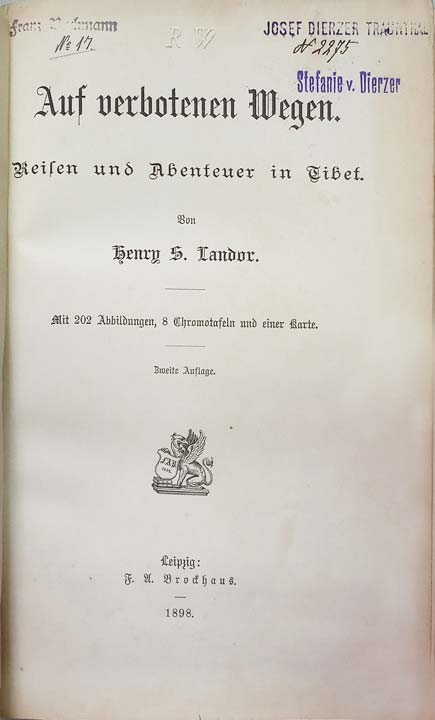 Franz
JOSEF DIERZER TRAUNTHAL
№ 17.
R W
№ 2275
Stefanie v. Dierzer
Auf verbotenen Wegen.
Reisen und Abenteuer in Tibet.
Von
Henry S. Landor.
Mit 202 Abbildungen, 8 Chromotafeln und einer Karte.
Zweite Auflage.
F.A.B
Leipzig:
F. A. Brockhaus.
1898.